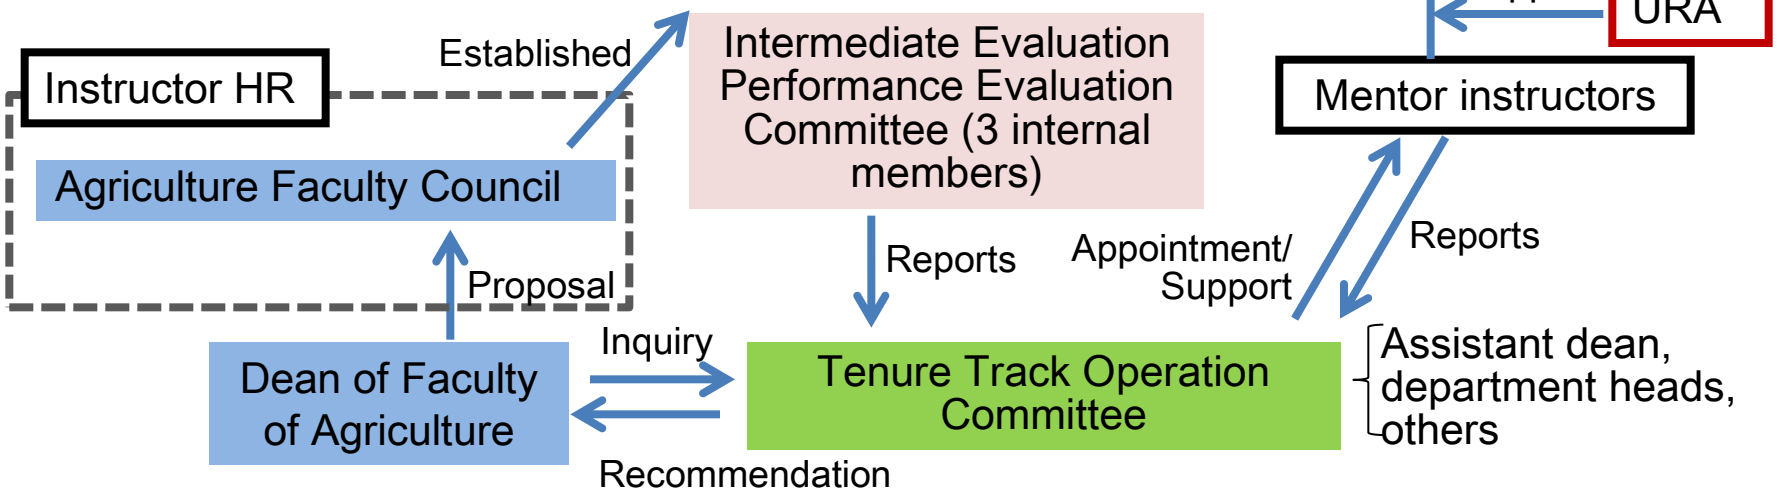 URA
Established
Instructor HR
Intermediate Evaluation
Performance Evaluation
Committee (3 internal
members)
Mentor instructors
Agriculture Faculty Council
Reports
Appointment/
Support
Reports
Proposal
Inquiry
Dean of Faculty
of Agriculture
Tenure Track Operation
Committee
Assistant dean,
department heads,
others
Recommendation